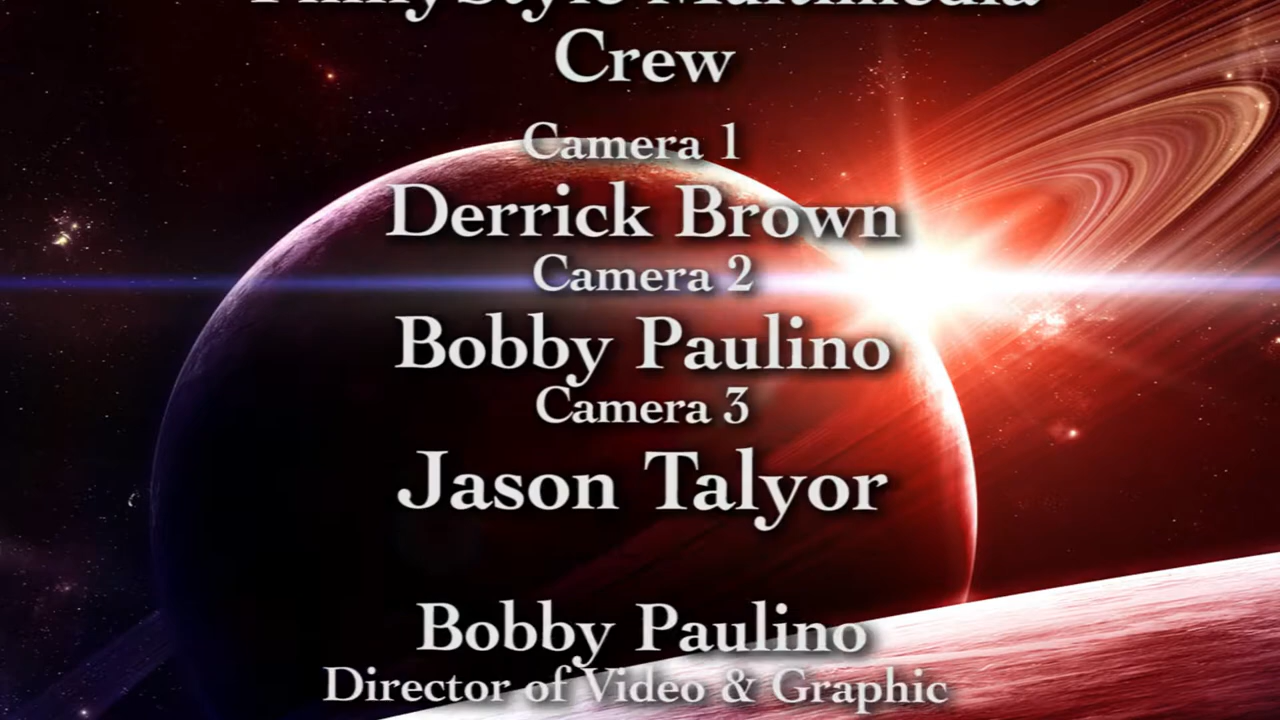 Multimedia
Crew
Camera 1
Derrick Brown
Camera 2
Bobby Paulino
Camera 3
Jason Talyor
Bobby Paulino
Director of Video & Graphic